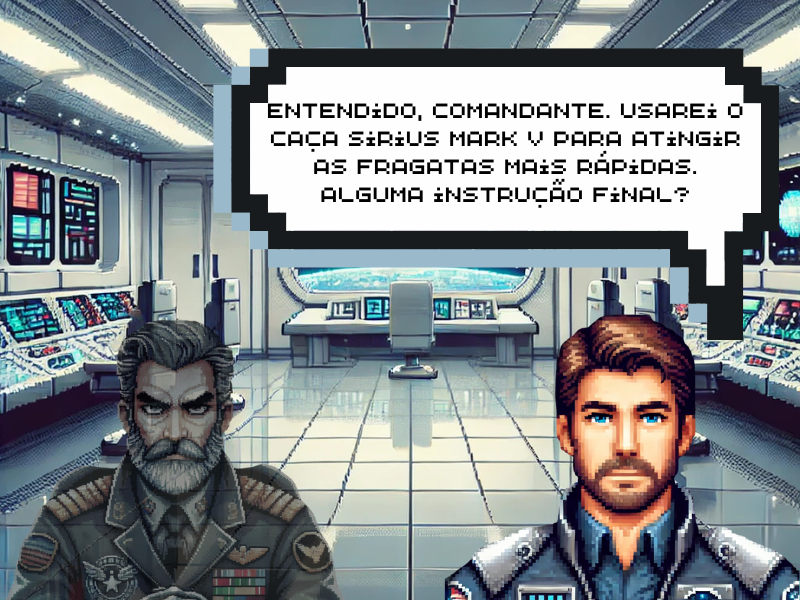 ENTENDiDO, COMANDANTE. USAREi O
CAÇA SiRiUS MARK V PARA ATiNGiR
AS FRAGATAS MAiS RÁPiDAS.
ALGUMA iNSTRUÇÃO FiNAL?